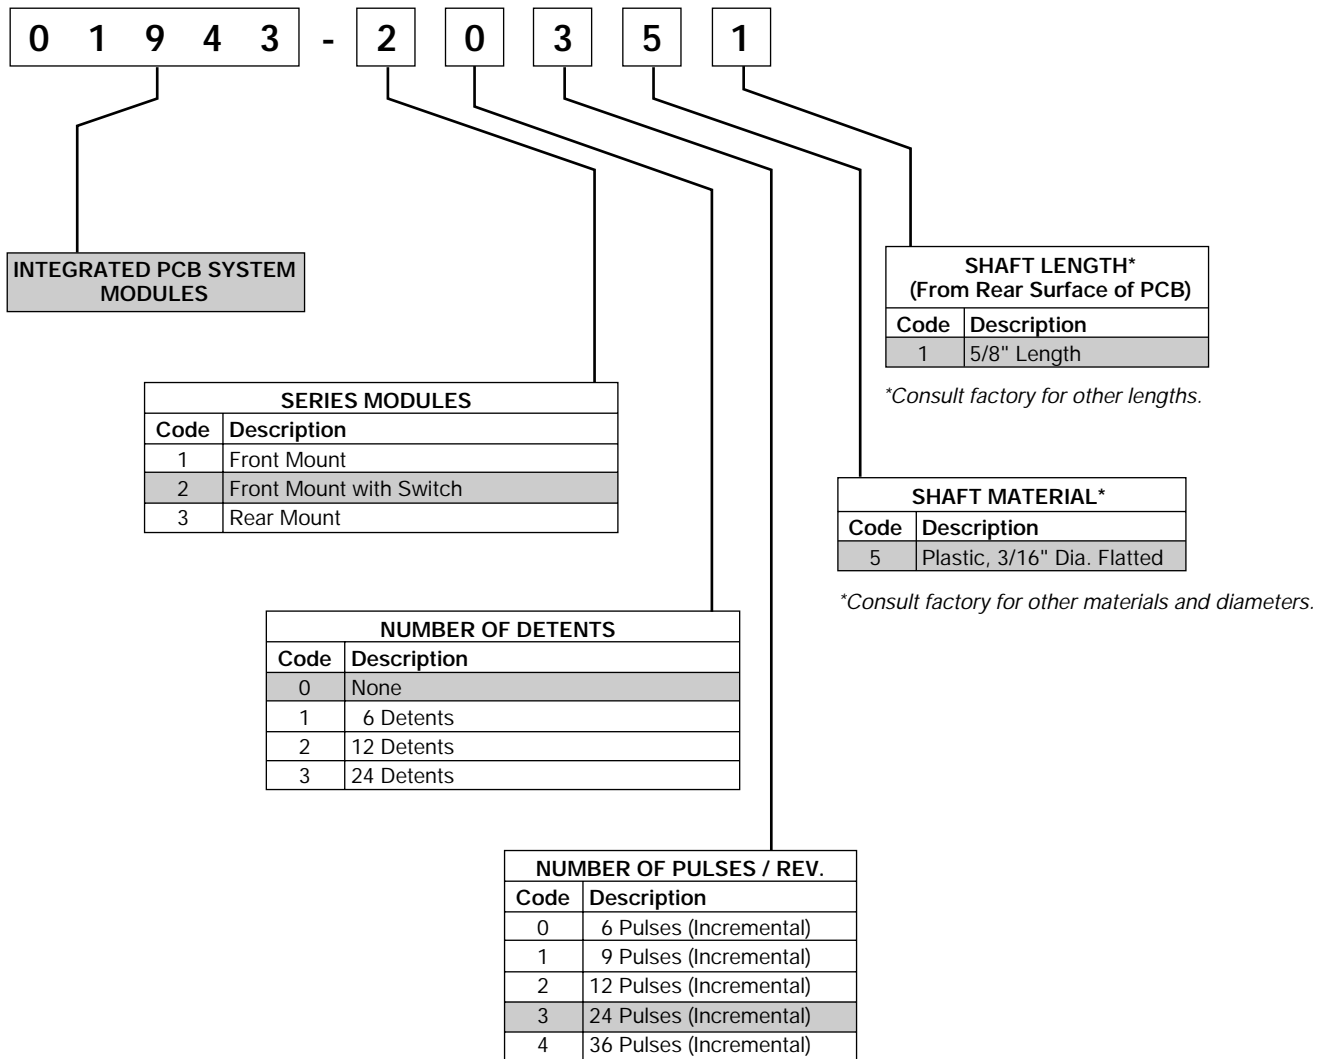 0 1 9 4 3 - 2 0 3 5 1
INTEGRATED PCB SYSTEM
MODULES
SHAFT LENGTH*
(From Rear Surface of PCB)
Code Description
1 5/8" Length
*Consult factory for other lengths.
SERIES MODULES
Code Description
1 Front Mount
2 Front Mount with Switch
3 Rear Mount
SHAFT MATERIAL*
Code Description
5 Plastic, 3/16" Dia. Flatted
*Consult factory for other materials and diameters.
NUMBER OF DETENTS
Code Description
0 None
1 6 Detents
2 12 Detents
3 24 Detents
NUMBER OF PULSES / REV.
Code Description
0 6 Pulses (Incremental)
1 9 Pulses (Incremental)
2 12 Pulses (Incremental)
3 24 Pulses (Incremental)
4 36 Pulses (Incremental)